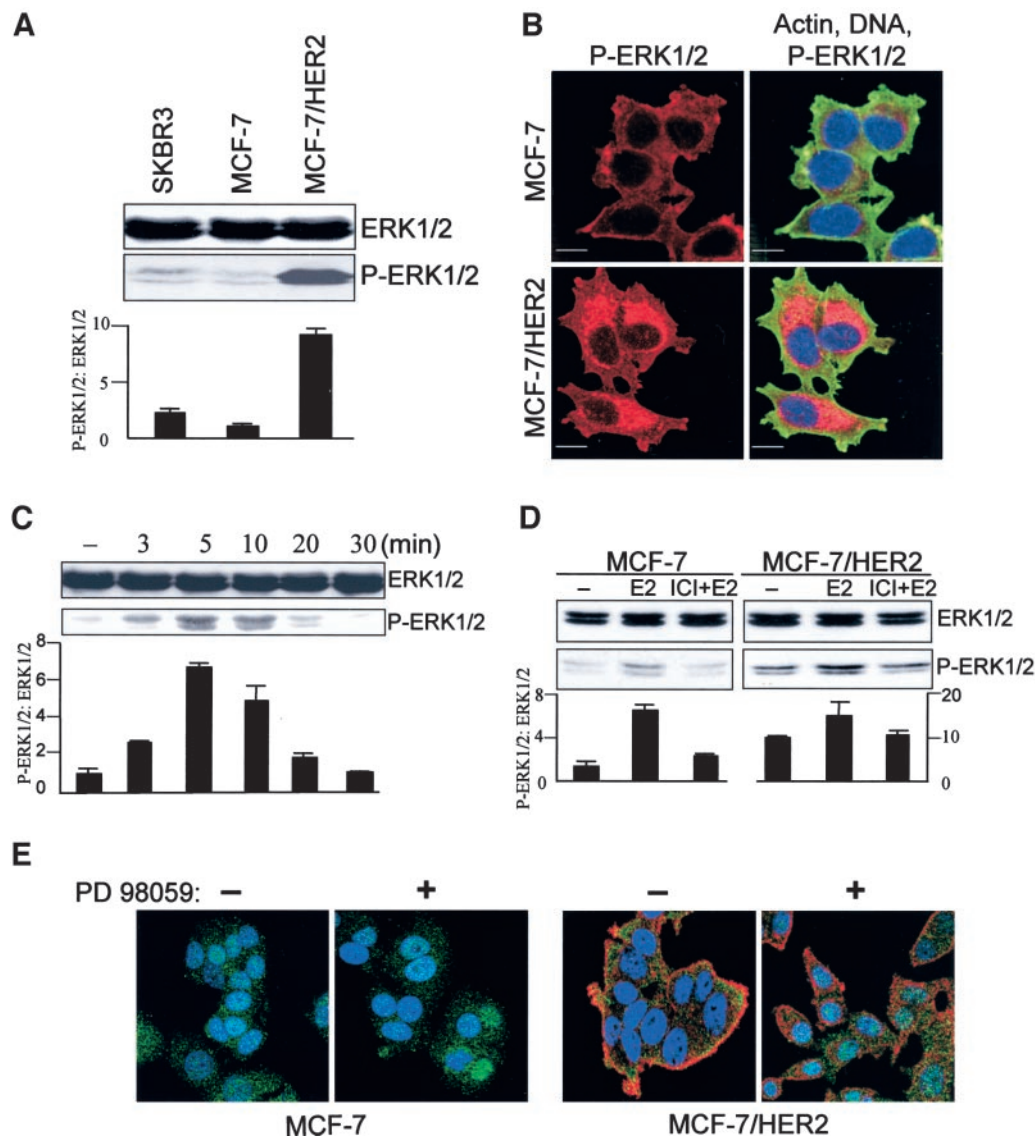 A
SKBR3
MCF-7
MCF-7/HER2
ERK1/2
P-ERK1/2
P-ERK1/2: ERK1/2
10
5
0
B
P-ERK1/2
Actin, DNA,
P-ERK1/2
MCF-7
MCF-7/HER2
C
– 3 5 10 20 30 (min)
ERK1/2
P-ERK1/2
P-ERK1/2: ERK1/2
8
6
4
2
0
D
MCF-7 MCF-7/HER2
– E2 ICI+E2 – E2 ICI+E2
ERK1/2
P-ERK1/2
P-ERK1/2: ERK1/2
8
4
0
20
10
0
E
PD 98059: – + – +
MCF-7 MCF-7/HER2